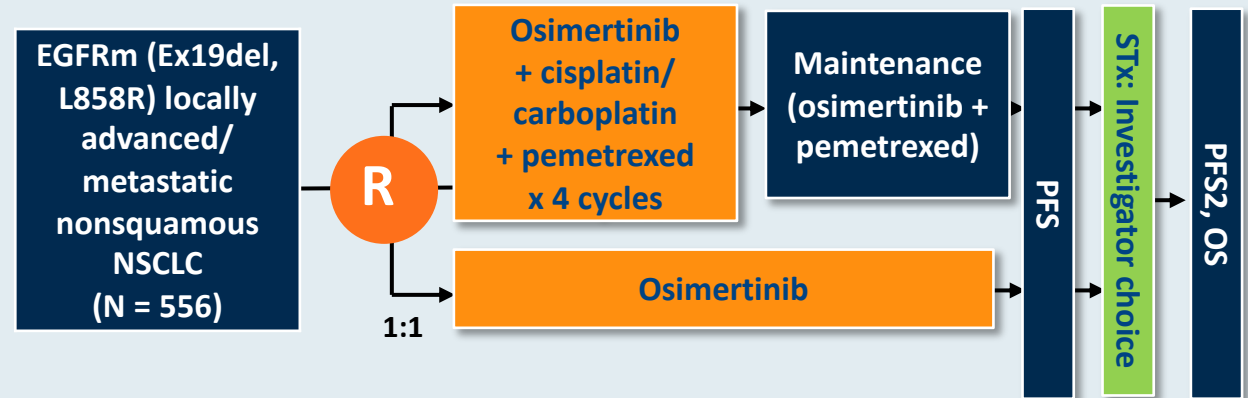 EGFRm (Ex19del,
L858R) locally
advanced/
metastatic
nonsquamous
NSCLC
(N = 556)
R
1:1
Osimertinib
+ cisplatin/
carboplatin
+ pemetrexed
x 4 cycles
Maintenance
(osimertinib +
pemetrexed)
Osimertinib
PFS
STx: Investigator choice
PFS2, OS